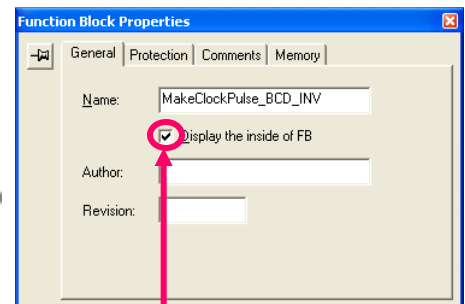 Function Block Properties
General Protection Comments Memory
Name: MakeClockPulse_BCD_INV
Display the inside of FB
Author:
Revision: